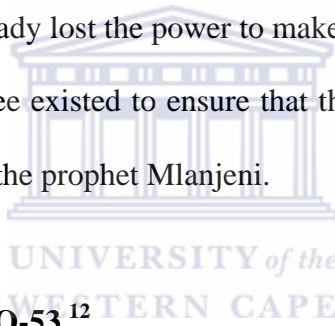 ady lost the power to make
ee existed to ensure that th
the prophet Mlanjeni.
UNIVERSITY of the
WESTERN CAPE
O-53.12